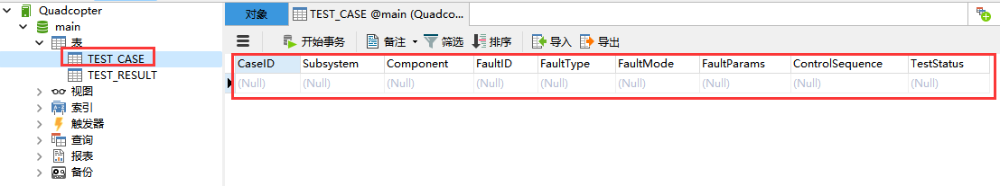 Quadcopter
main
表
TEST_CASE
TEST_RESULT
视图
索引
触发器
查询
报表
备份
对象 TEST_CASE @main (Quadco...
开始事务 备注 筛选 排序 导入 导出
CaseID Subsystem Component FaultID FaultType FaultMode FaultParams ControlSequence TestStatus
(Null) (Null) (Null) (Null) (Null) (Null) (Null) (Null) (Null)